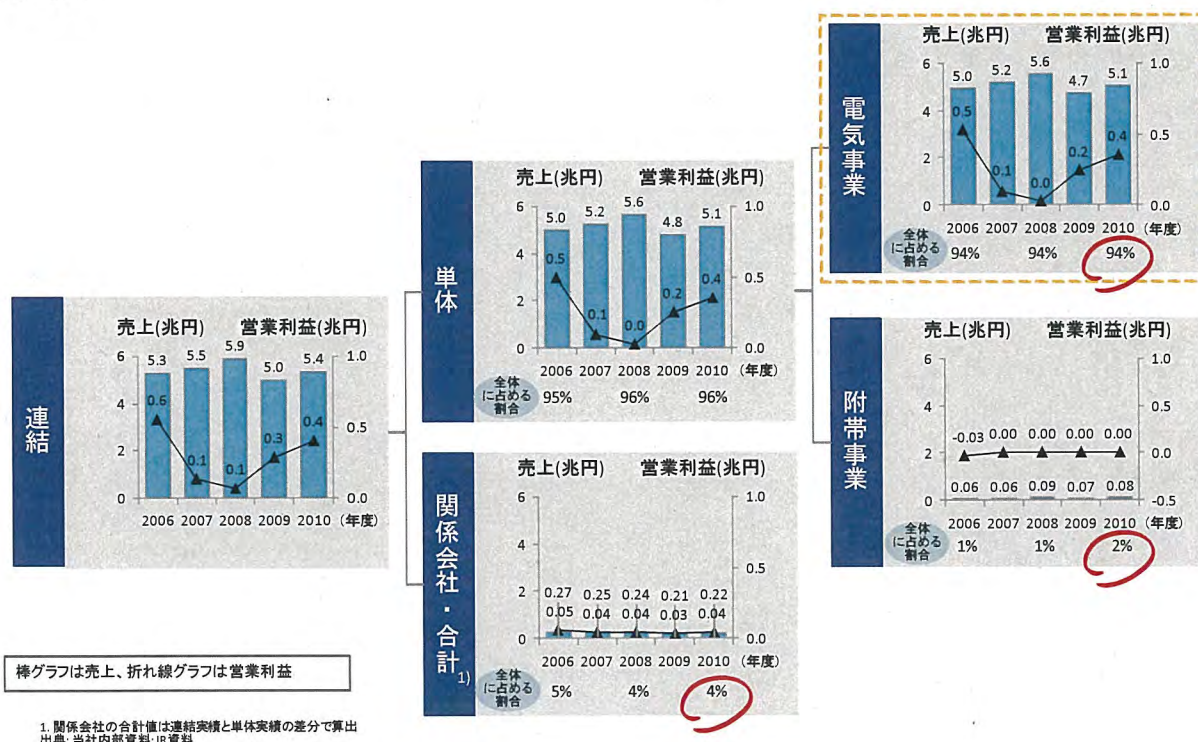 連結
売上(兆円) 営業利益(兆円)
6 5.3 5.5 5.9 5.0 5.4 1.0
4 0.6 0.1 0.1 0.3 0.4 0.5
2
0 0.0
2006 2007 2008 2009 2010 (年度)
単体
売上(兆円) 営業利益(兆円)
6 5.0 5.2 5.6 4.8 5.1 1.0
4 0.5 0.1 0.0 0.2 0.4 0.5
2
0 0.0
2006 2007 2008 2009 2010 (年度)
全体
に占める
割合
95% 96% 96%
関係会社・合計1)
売上(兆円) 営業利益(兆円)
6 1.0
4 0.5
2
0.27 0.25 0.24 0.21 0.22
0.05 0.04 0.04 0.03 0.04
0 0.0
2006 2007 2008 2009 2010 (年度)
全体
に占める
割合
5% 4% 4%
電気事業
売上(兆円) 営業利益(兆円)
6 5.0 5.2 5.6 4.7 5.1 1.0
4 0.5 0.1 0.0 0.2 0.4 0.5
2
0 0.0
2006 2007 2008 2009 2010 (年度)
全体
に占める
割合
94% 94% 94%
附帯事業
売上(兆円) 営業利益(兆円)
6 1.0
4 0.5
-0.03 0.00 0.00 0.00 0.00
2 0.0
0.06 0.06 0.09 0.07 0.08
0 -0.5
2006 2007 2008 2009 2010 (年度)
全体
に占める
割合
1% 1% 2%
棒グラフは売上、折れ線グラフは営業利益
1. 関係会社の合計値は連結実績と単体実績の差分で算出
出典: 当社内部資料・IR資料